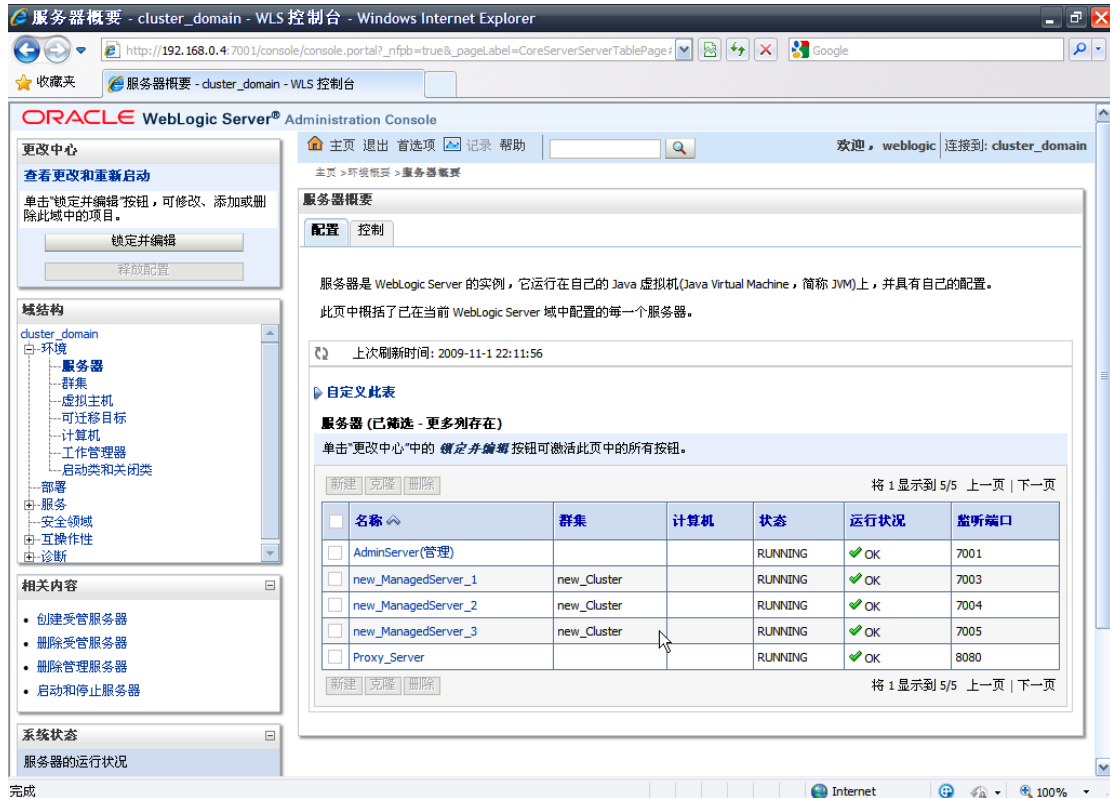 服务器概要 - cluster_domain - WLS 控制台 - Windows Internet Explorer
http://192.168.0.4:7001/console/console.portal?_nfpb=true&_pageLabel=CoreServerServerTablePage
Google
收藏夹
服务器概要 - cluster_domain - WLS 控制台
ORACLE WebLogic Server® Administration Console
更改中心
查看更改和重新启动
单击"锁定并编辑"按钮，可修改、添加或删
除此域中的项目。
锁定并编辑
释放配置
域结构
cluster_domain
环境
服务器
群集
虚拟主机
可迁移目标
计算机
工作管理器
启动类和关闭类
部署
服务
安全领域
互操作性
诊断
相关内容
创建受管服务器
删除受管服务器
删除管理服务器
启动和停止服务器
系统状态
服务器的运行状况
主页 退出 首选项 记录 帮助
欢迎， weblogic 连接到: cluster_domain
主页 >环境概要 >服务器概要
服务器概要
配置 控制
服务器是 WebLogic Server 的实例，它运行在自己的 Java 虚拟机(Java Virtual Machine，简称 JVM)上，并具有自己的配置。
此页中概括了已在当前 WebLogic Server 域中配置的每一个服务器。
上次刷新时间: 2009-11-1 22:11:56
自定义此表
服务器 (已筛选 - 更多列存在)
单击"更改中心"中的 锁定并编辑 按钮可激活此页中的所有按钮。
新建 克隆 删除 将 1 显示到 5/5 上一页 | 下一页
名称 群集 计算机 状态 运行状况 监听端口
AdminServer(管理) RUNNING OK 7001
new_ManagedServer_1 new_Cluster RUNNING OK 7003
new_ManagedServer_2 new_Cluster RUNNING OK 7004
new_ManagedServer_3 new_Cluster RUNNING OK 7005
Proxy_Server RUNNING OK 8080
新建 克隆 删除 将 1 显示到 5/5 上一页 | 下一页
完成 Internet 100%